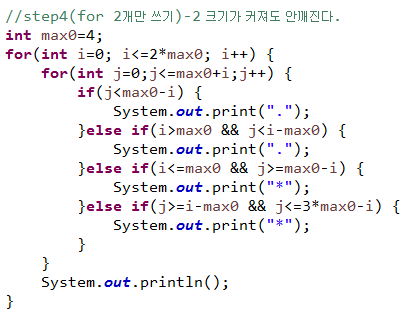 //step4(for 2개만 쓰기)-2 크기가 커져도 안깨진다.
int max0=4;
for(int i=0; i<=2*max0; i++) {
    for(int j=0;j<=max0+i;j++) {
        if(j<max0-i) {
            System.out.print(".");
        }else if(i>max0 && j<i-max0) {
            System.out.print(".");
        }else if(i<=max0 && j>=max0-i) {
            System.out.print("*");
        }else if(j>=i-max0 && j<=3*max0-i) {
            System.out.print("*");
        }
    }
    System.out.println();
}